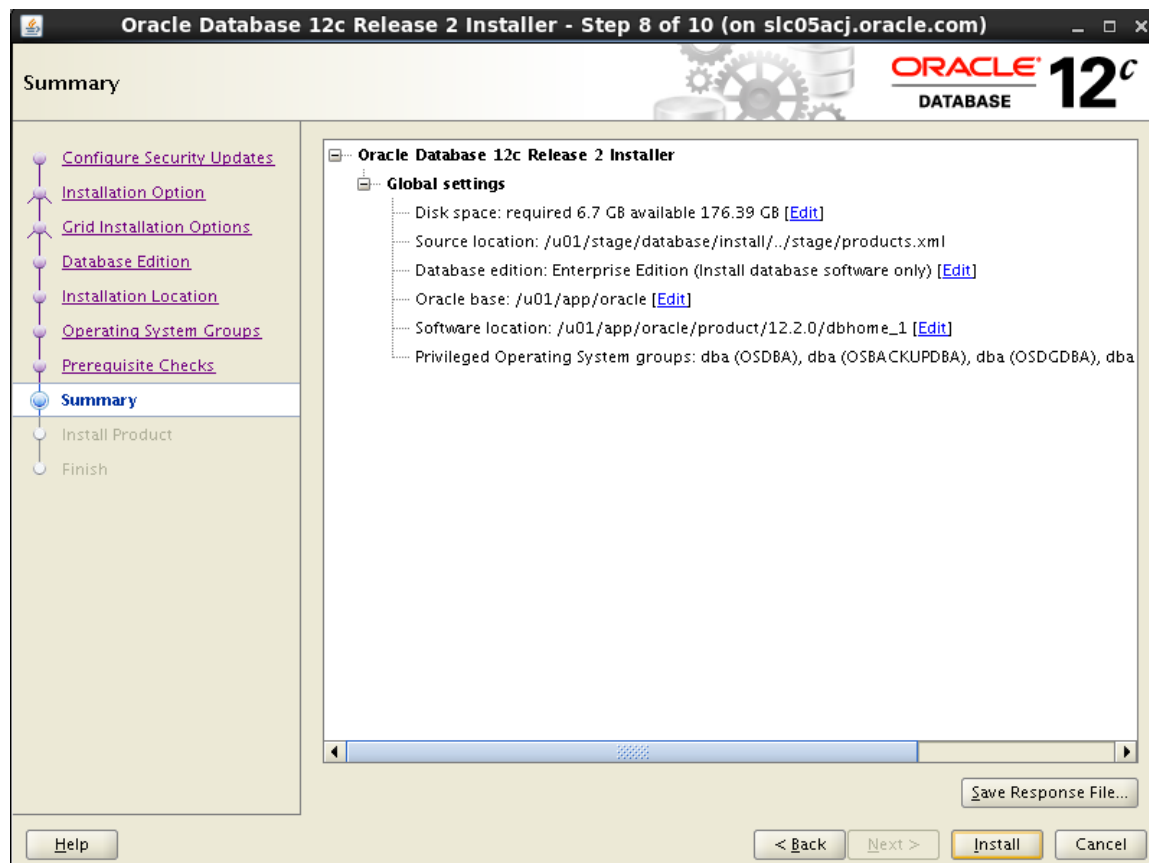 Oracle Database 12c Release 2 Installer - Step 8 of 10 (on slc05acj.oracle.com)
Summary
ORACLE DATABASE 12c
Configure Security Updates
Installation Option
Grid Installation Options
Database Edition
Installation Location
Operating System Groups
Prerequisite Checks
Summary
Install Product
Finish
Oracle Database 12c Release 2 Installer
Global settings
Disk space: required 6.7 GB available 176.39 GB [Edit]
Source location: /u01/stage/database/install/../stage/products.xml
Database edition: Enterprise Edition (Install database software only) [Edit]
Oracle base: /u01/app/oracle [Edit]
Software location: /u01/app/oracle/product/12.2.0/dbhome_1 [Edit]
Privileged Operating System groups: dba (OSDBA), dba (OSBACKUPDBA), dba (OSDGDBA), dba
Save Response File...
Help
< Back
Next >
Install
Cancel